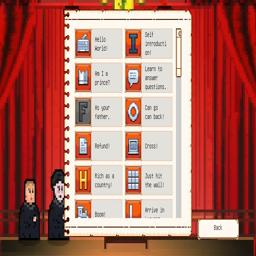 Hello World!
Self introducti on!
Am I a prince?
Learn to answer questions.
As your father,
Can go can back!
Refund!
Cross!
Rich as a country!
Just hit the wall!
Boom!
Arrive in
Back